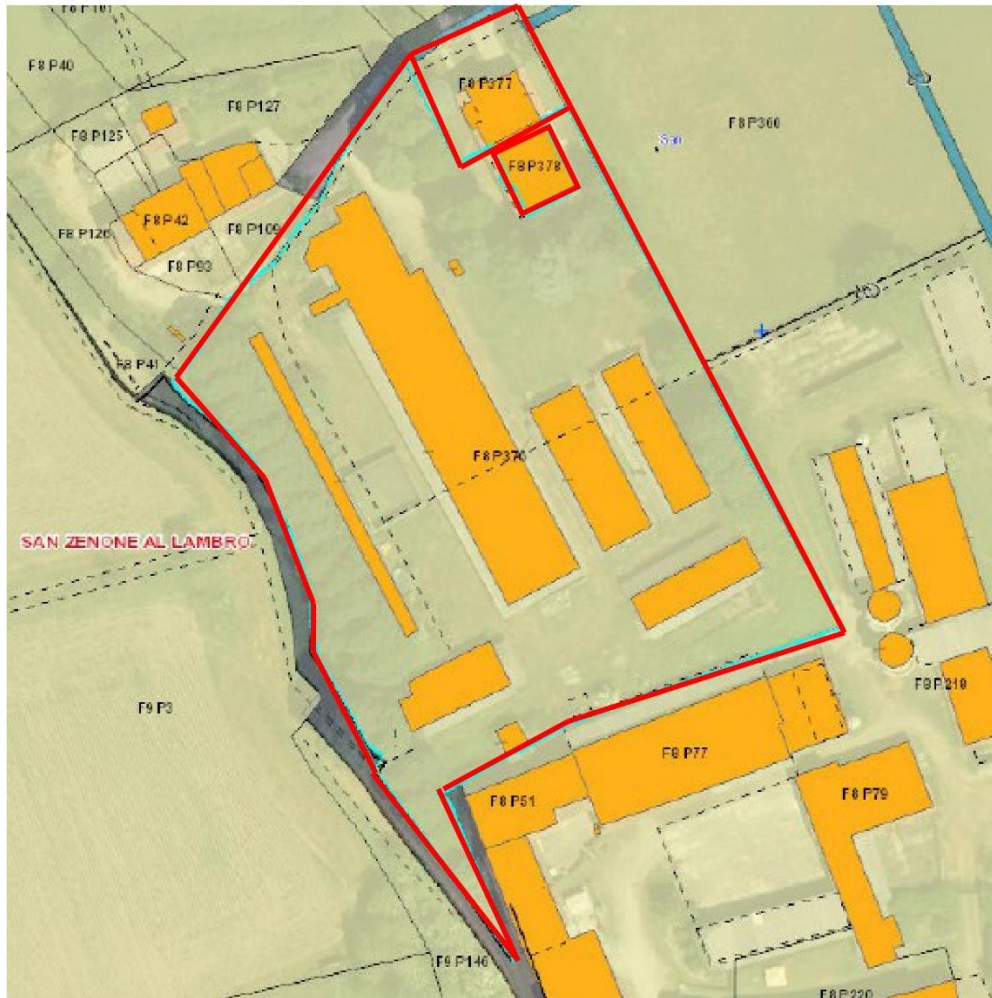 F8 P40
F8 P127
F8 P377
F8 P125
F8 P366
San
F8 P378
F8 P42
F8 P126
F8 P109
F8 P93
F8 P41
F8 P370
SAN ZENONE AL LAMBRO
F8 P218
F9 P3
F8 P77
F8 P51
F8 P79
F9 P146
F8 P220